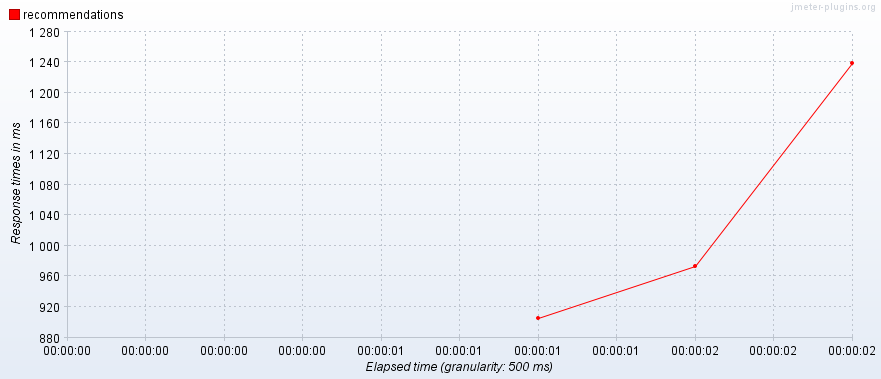 jmeter-plugins.org
recommendations
1 280
1 240
1 200
1 160
1 120
1 080
1 040
1 000
960
920
880
Response times in ms
00:00:00 00:00:00 00:00:00 00:00:00 00:00:01 00:00:01 00:00:01 00:00:02 00:00:02 00:00:02
Elapsed time (granularity: 500 ms)